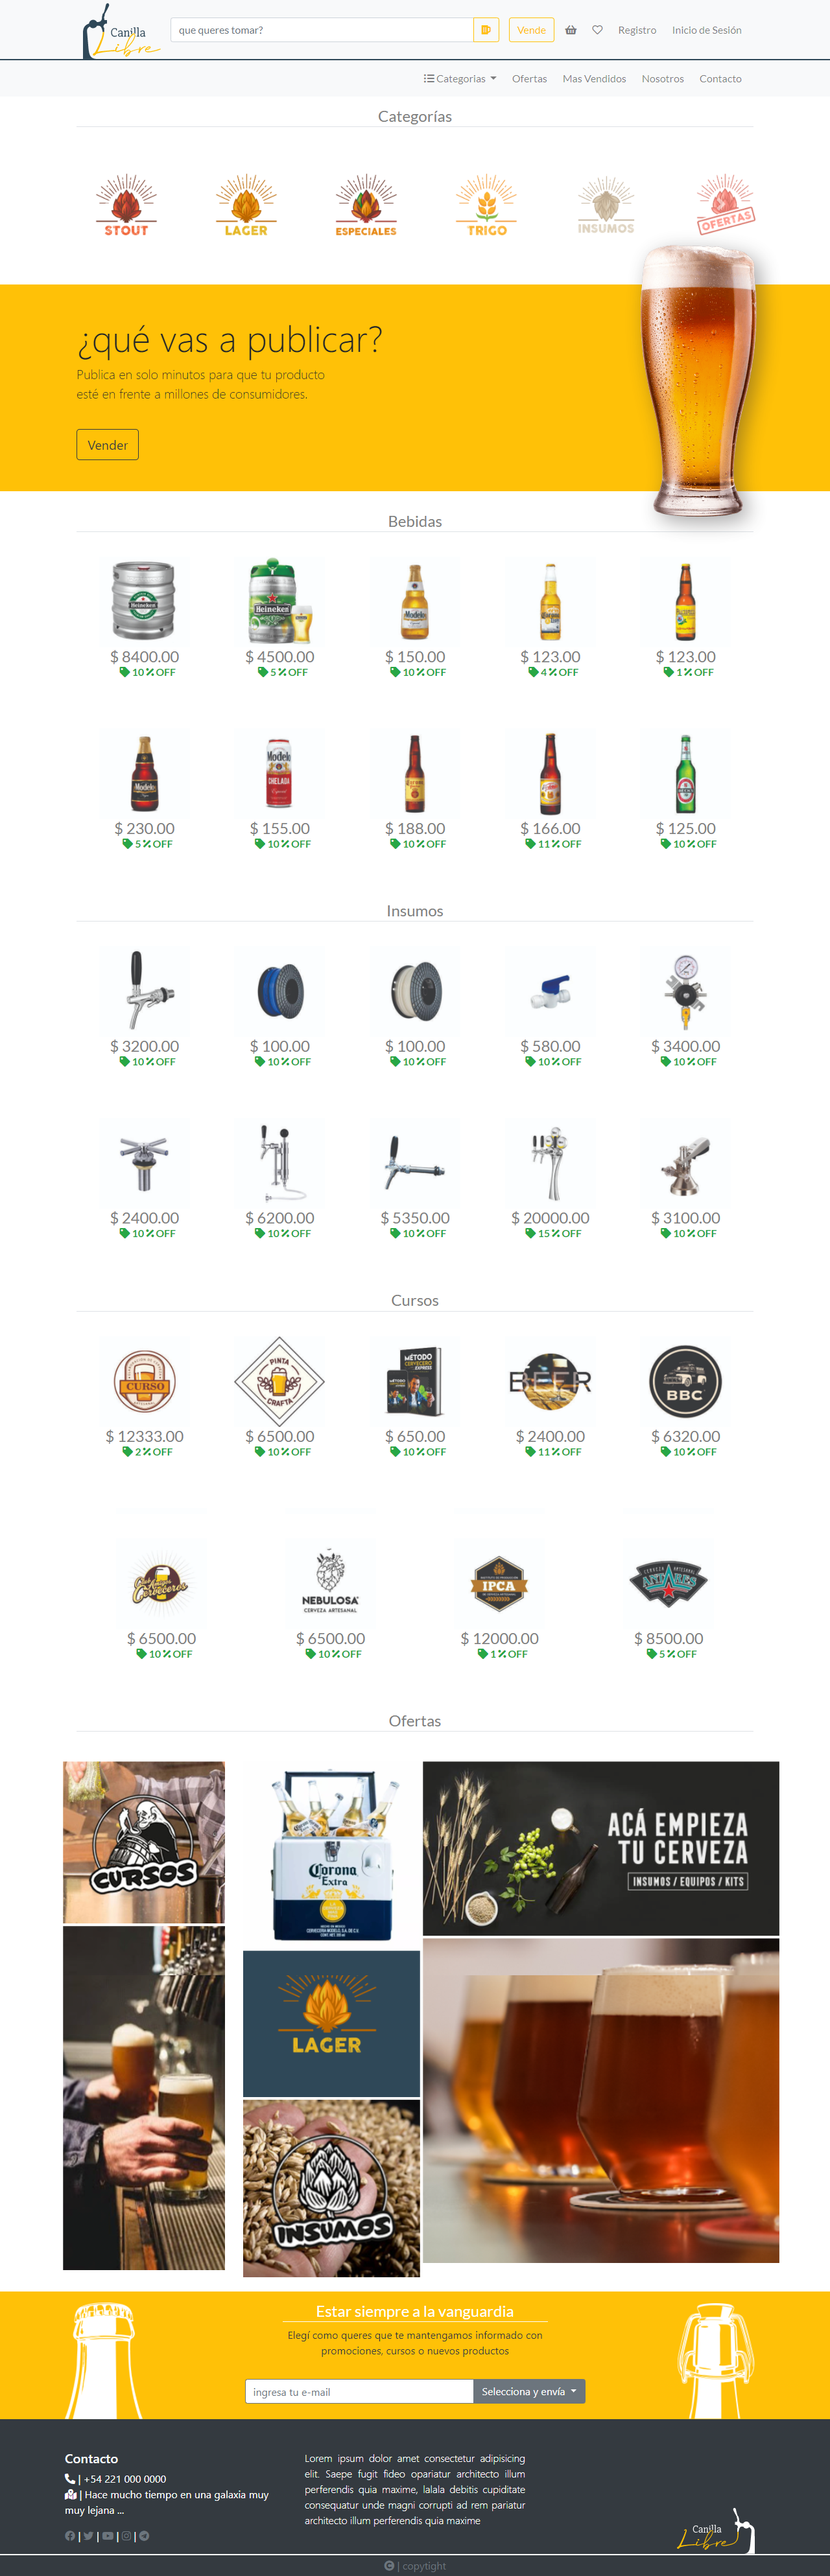 Canilla
Libre
que queres tomar?
Vende
Registro
Inicio de Sesión
Categorias
Ofertas
Mas Vendidos
Nosotros
Contacto
Categorías
STOUT
LAGER
ESPECIALES
TRIGO
INSUMOS
OFERTAS
¿qué vas a publicar?
Publica en solo minutos para que tu producto
esté en frente a millones de consumidores.
Vender
Bebidas
Heineken
Heineken
Modelo
$ 8400.00
$ 4500.00
$ 150.00
$ 123.00
$ 123.00
10 % OFF
5 % OFF
10 % OFF
4 % OFF
1 % OFF
Modelo
Modelo
CHELADA
Especial
$ 230.00
$ 155.00
$ 188.00
$ 166.00
$ 125.00
5 % OFF
10 % OFF
10 % OFF
11 % OFF
10 % OFF
Insumos
$ 3200.00
$ 100.00
$ 100.00
$ 580.00
$ 3400.00
10 % OFF
10 % OFF
10 % OFF
10 % OFF
10 % OFF
$ 2400.00
$ 6200.00
$ 5350.00
$ 20000.00
$ 3100.00
10 % OFF
10 % OFF
10 % OFF
15 % OFF
10 % OFF
Cursos
CURSO
PINTA
CRAFTA
MÉTODO
CERVECERO
EXPRESS
BEER
BBC
$ 12333.00
$ 6500.00
$ 650.00
$ 2400.00
$ 6320.00
2 % OFF
10 % OFF
10 % OFF
11 % OFF
10 % OFF
Cerveceros
NEBULOSA
CERVEZA ARTESANAL
IPCA
CERVEZA ARTESANAL
ANTARES
$ 6500.00
$ 6500.00
$ 12000.00
$ 8500.00
10 % OFF
10 % OFF
1 % OFF
5 % OFF
Ofertas
CURSOS
Corona
Extra
ACÁ EMPIEZA
TU CERVEZA
INSUMOS / EQUIPOS / KITS
LAGER
INSUMOS
Estar siempre a la vanguardia
Elegí como queres que te mantengamos informado con
promociones, cursos o nuevos productos
ingresa tu e-mail
Selecciona y envía
Contacto
| +54 221 000 0000
| Hace mucho tiempo en una galaxia muy
muy lejana ...
| | | |
Lorem ipsum dolor amet consectetur adipisicing
elit. Saepe fugit fideo opariatur architecto illum
perferendis quia maxime, lalala debitis cupiditate
consequatur unde magni corrupti ad rem pariatur
architecto illum perferendis quia maxime
Canilla
Libre
| copytight